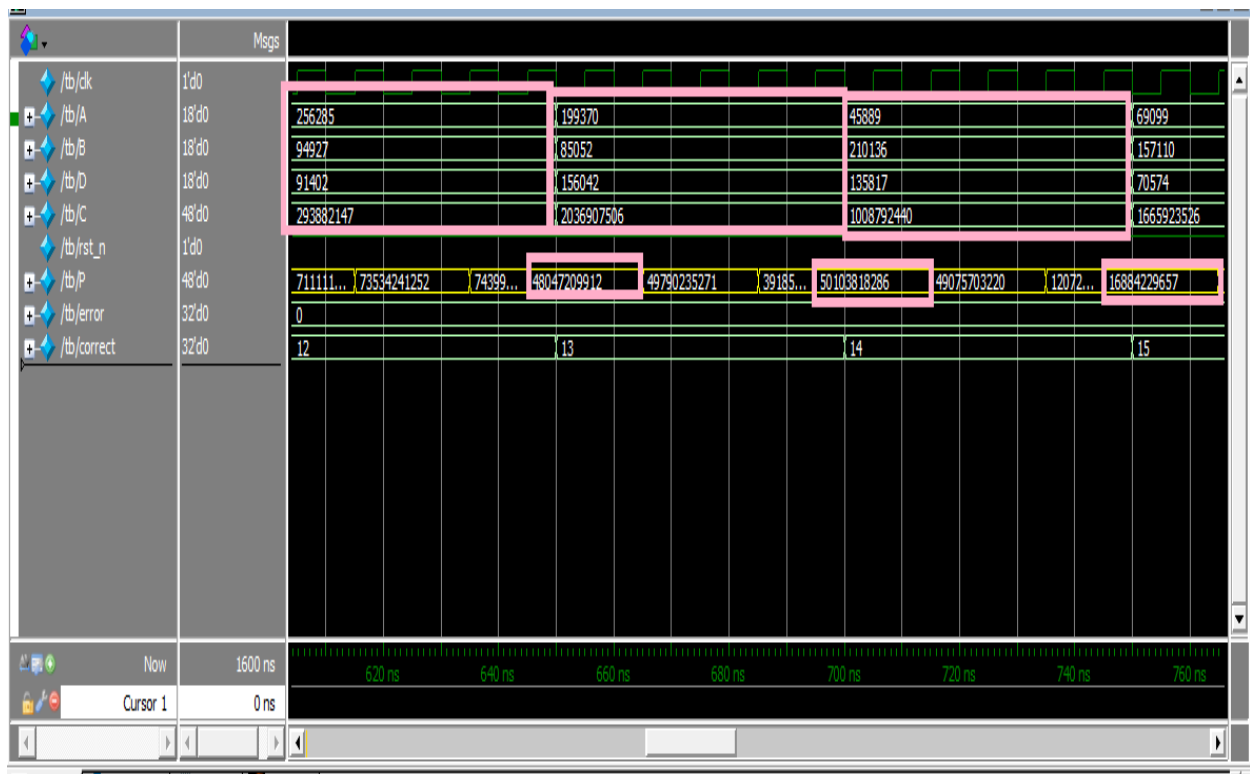 Msgs
/tb/clk 1'd0
/tb/A 18'd0 256285 199370 45889 69099
/tb/B 18'd0 94927 85052 210136 157110
/tb/D 18'd0 91402 156042 135817 70574
/tb/C 48'd0 293882147 2036907506 1008792440 1665923526
/tb/rst_n 1'd0
/tb/P 48'd0 711111... 73534241252 74399... 48047209912 49790235271 39185... 50103818286 49075703220 12072... 16884229657
/tb/error 32'd0 0
/tb/correct 32'd0 12 13 14 15
Now 1600 ns
620 ns 640 ns 660 ns 680 ns 700 ns 720 ns 740 ns 760 ns
Cursor 1 0 ns